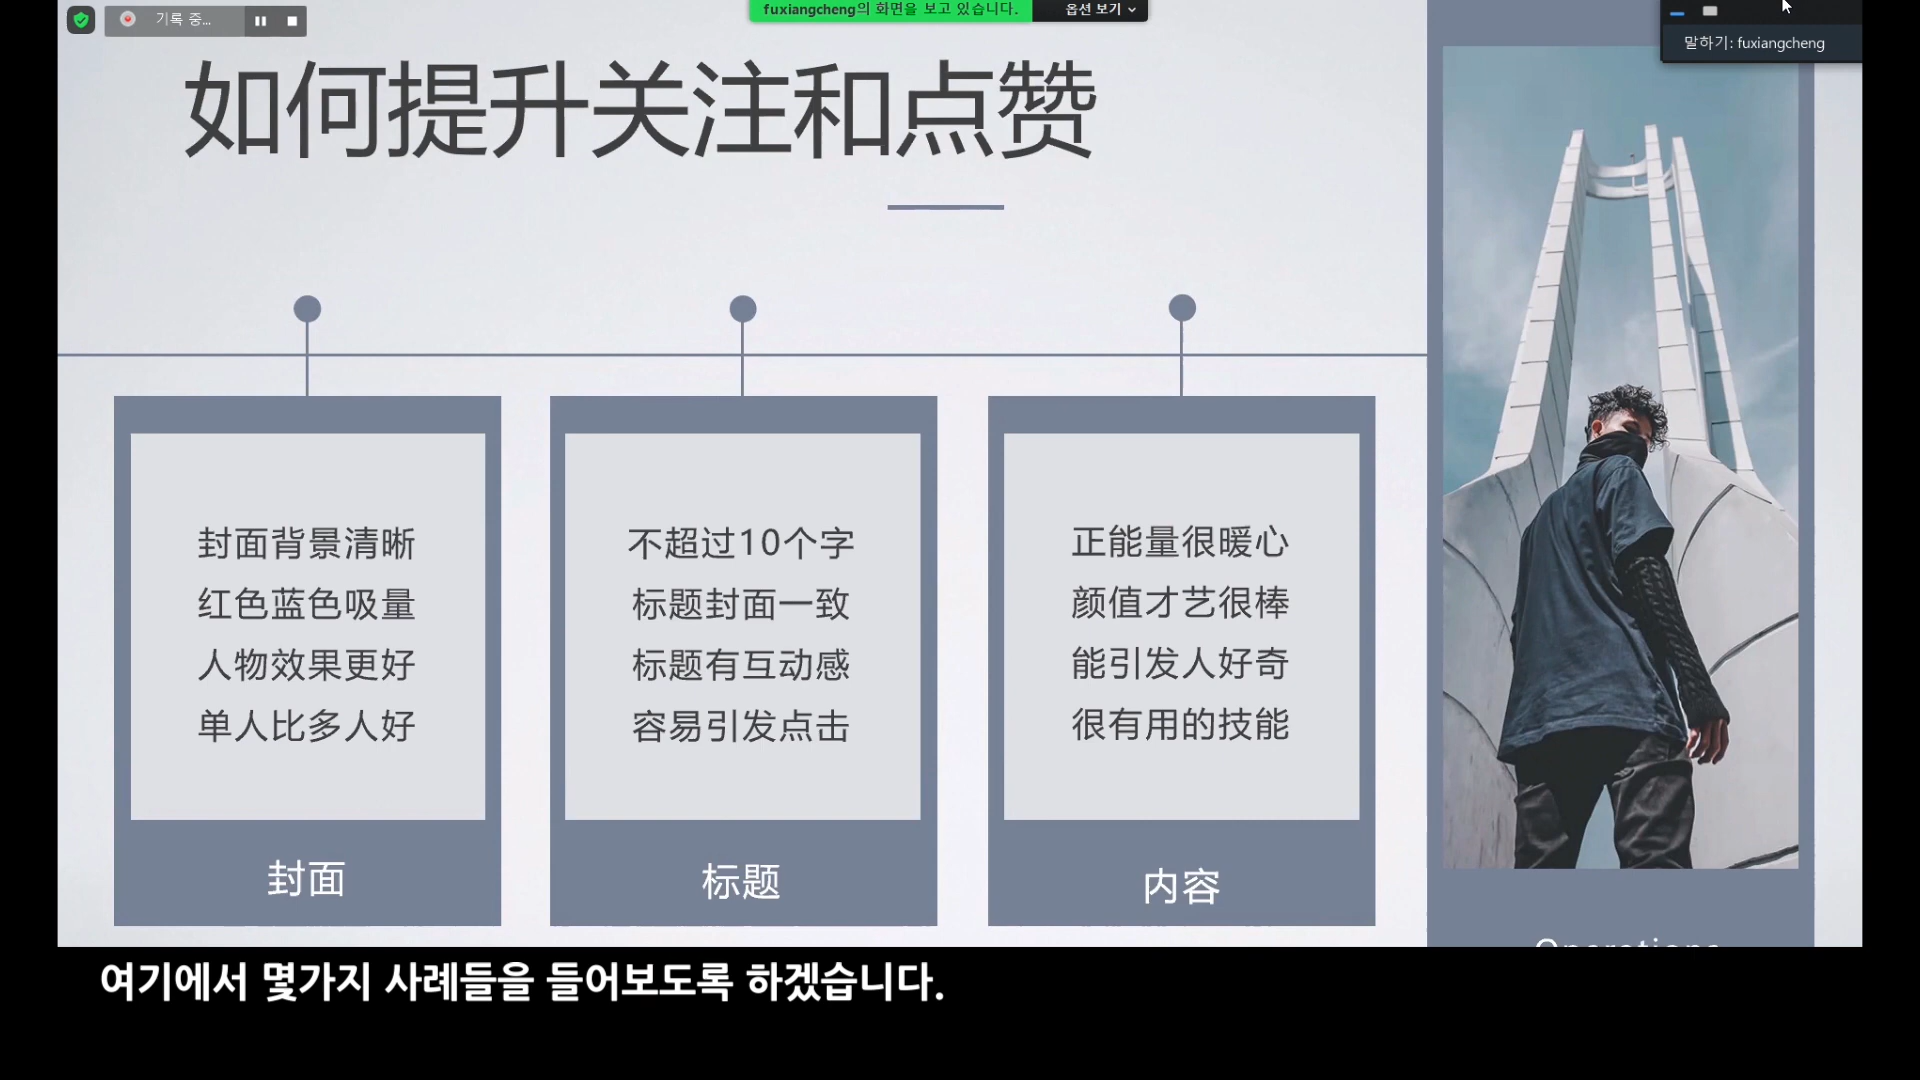 기록 중...
fuxiangcheng의 화면을 보고 있습니다.
옵션 보기
말하기: fuxiangcheng
如何提升关注和点赞
封面背景清晰
红色蓝色吸量
人物效果更好
单人比多人好
封面
不超过10个字
标题封面一致
标题有互动感
容易引发点击
标题
正能量很暖心
颜值才艺很棒
能引发人好奇
很有用的技能
内容
Operations
여기에서 몇가지 사례들을 들어보도록 하겠습니다.